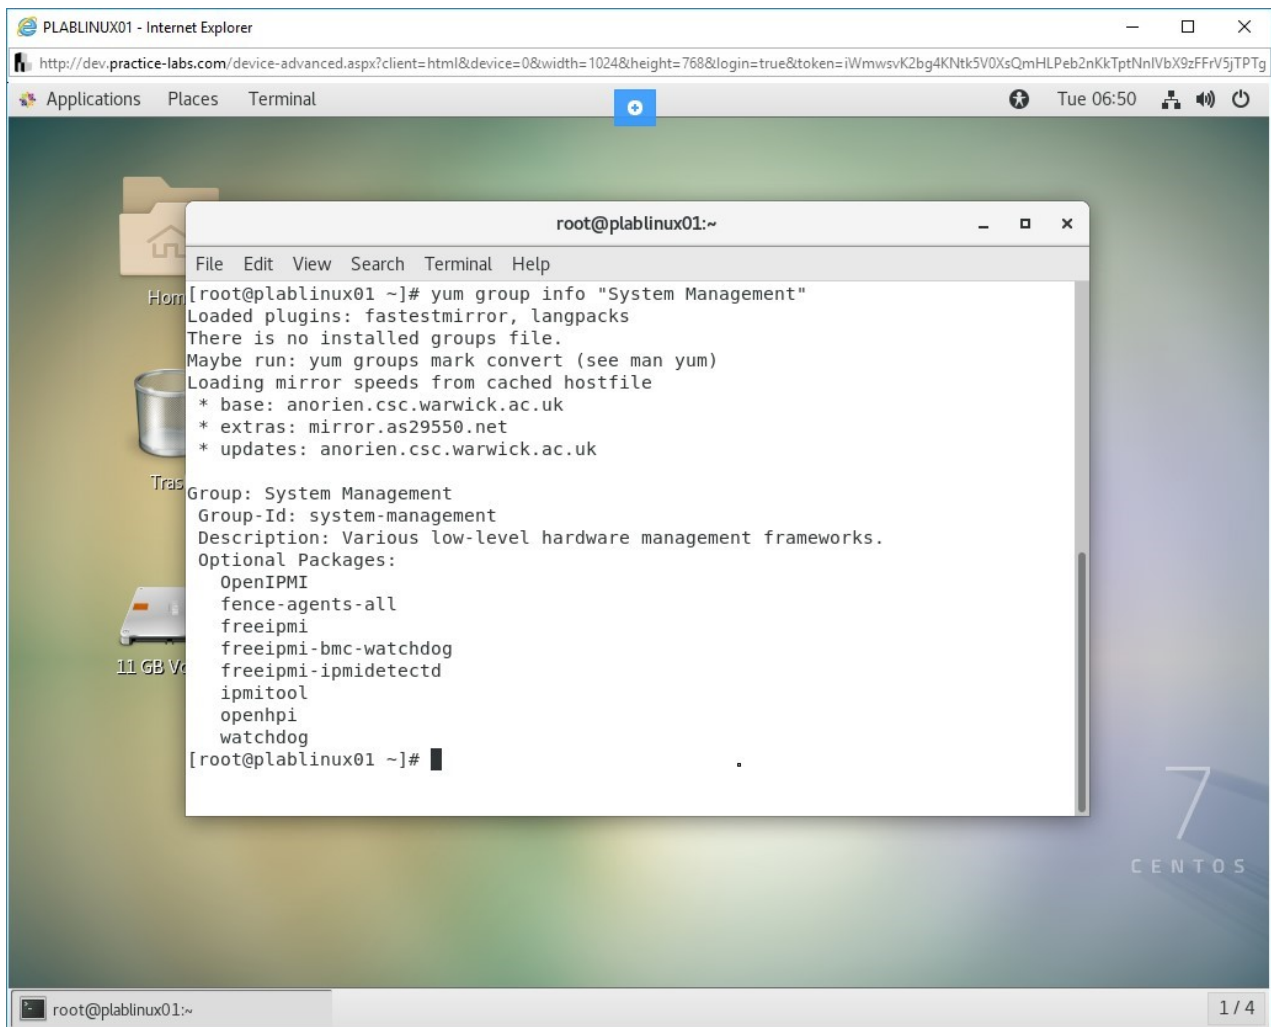 PLABLINUX01 - Internet Explorer
http://dev.practice-labs.com/device-advanced.aspx?client=html&device=0&width=1024&height=768&login=true&token=iWmwsvK2bg4KNtk5V0XsQmHLPeb2nKkTptNnIVbX9zFFrV5jTPTg
Applications Places Terminal Tue 06:50
root@plablinux01:~
File Edit View Search Terminal Help
[root@plablinux01 ~]# yum group info "System Management"
Loaded plugins: fastestmirror, langpacks
There is no installed groups file.
Maybe run: yum groups mark convert (see man yum)
Loading mirror speeds from cached hostfile
* base: anorien.csc.warwick.ac.uk
* extras: mirror.as29550.net
* updates: anorien.csc.warwick.ac.uk
Group: System Management
Group-Id: system-management
Description: Various low-level hardware management frameworks.
Optional Packages:
OpenIPMI
fence-agents-all
freeipmi
freeipmi-bmc-watchdog
freeipmi-ipmidetectd
ipmitool
openhpi
watchdog
[root@plablinux01 ~]#
Hom
Tras
11 GB Vo
7
CENTOS
root@plablinux01:~
1 / 4